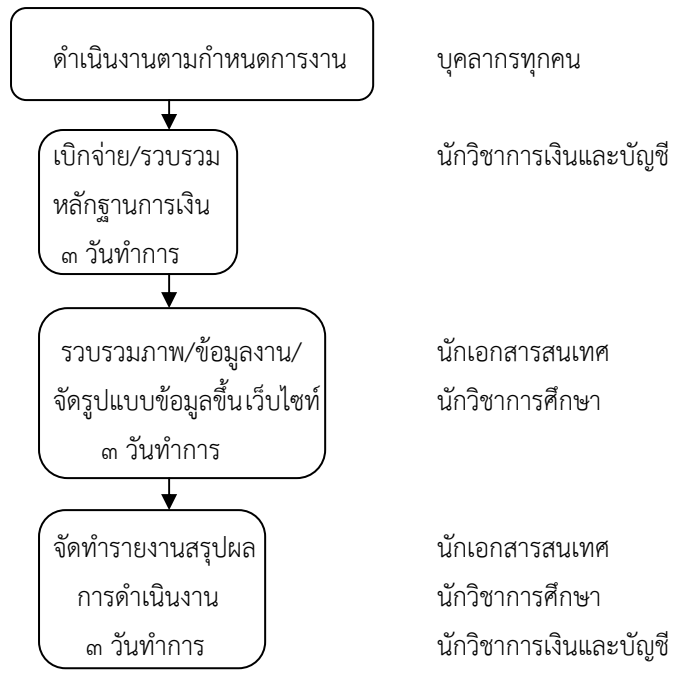 ดำเนินงานตามกำหนดการงาน บุคลากรทุกคน
เบิกจ่าย/รวบรวม นักวิชาการเงินและบัญชี
หลักฐานการเงิน
๓ วันทำการ
รวบรวมภาพ/ข้อมูลงาน/ นักเอกสารสนเทศ
จัดรูปแบบข้อมูลขึ้นเว็บไซท์ นักวิชาการศึกษา
๓ วันทำการ
จัดทำรายงานสรุปผล นักเอกสารสนเทศ
การดำเนินงาน นักวิชาการศึกษา
๓ วันทำการ นักวิชาการเงินและบัญชี